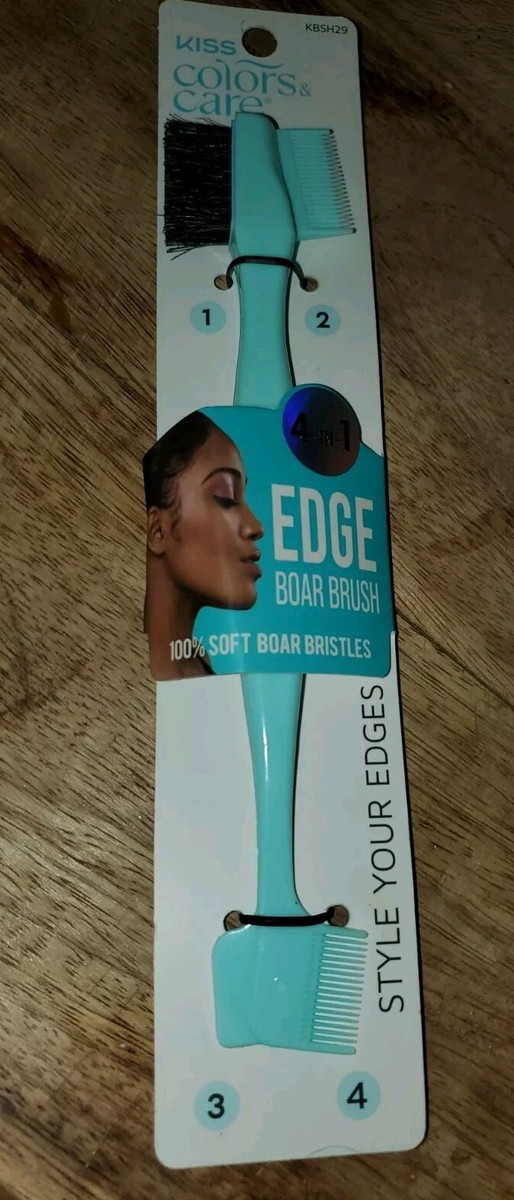 KBSH29
KISS
colors &
care®
1
2
4-IN-1
EDGE
BOAR BRUSH
100% SOFT BOAR BRISTLES
STYLE YOUR EDGES
3
4